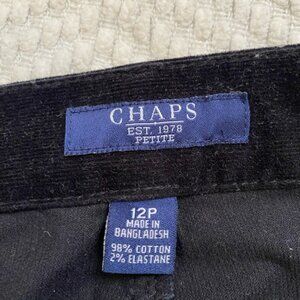 CHAPS
EST. 1978
PETITE
12P
MADE IN
BANGLADESH
98% COTTON
2% ELASTANE